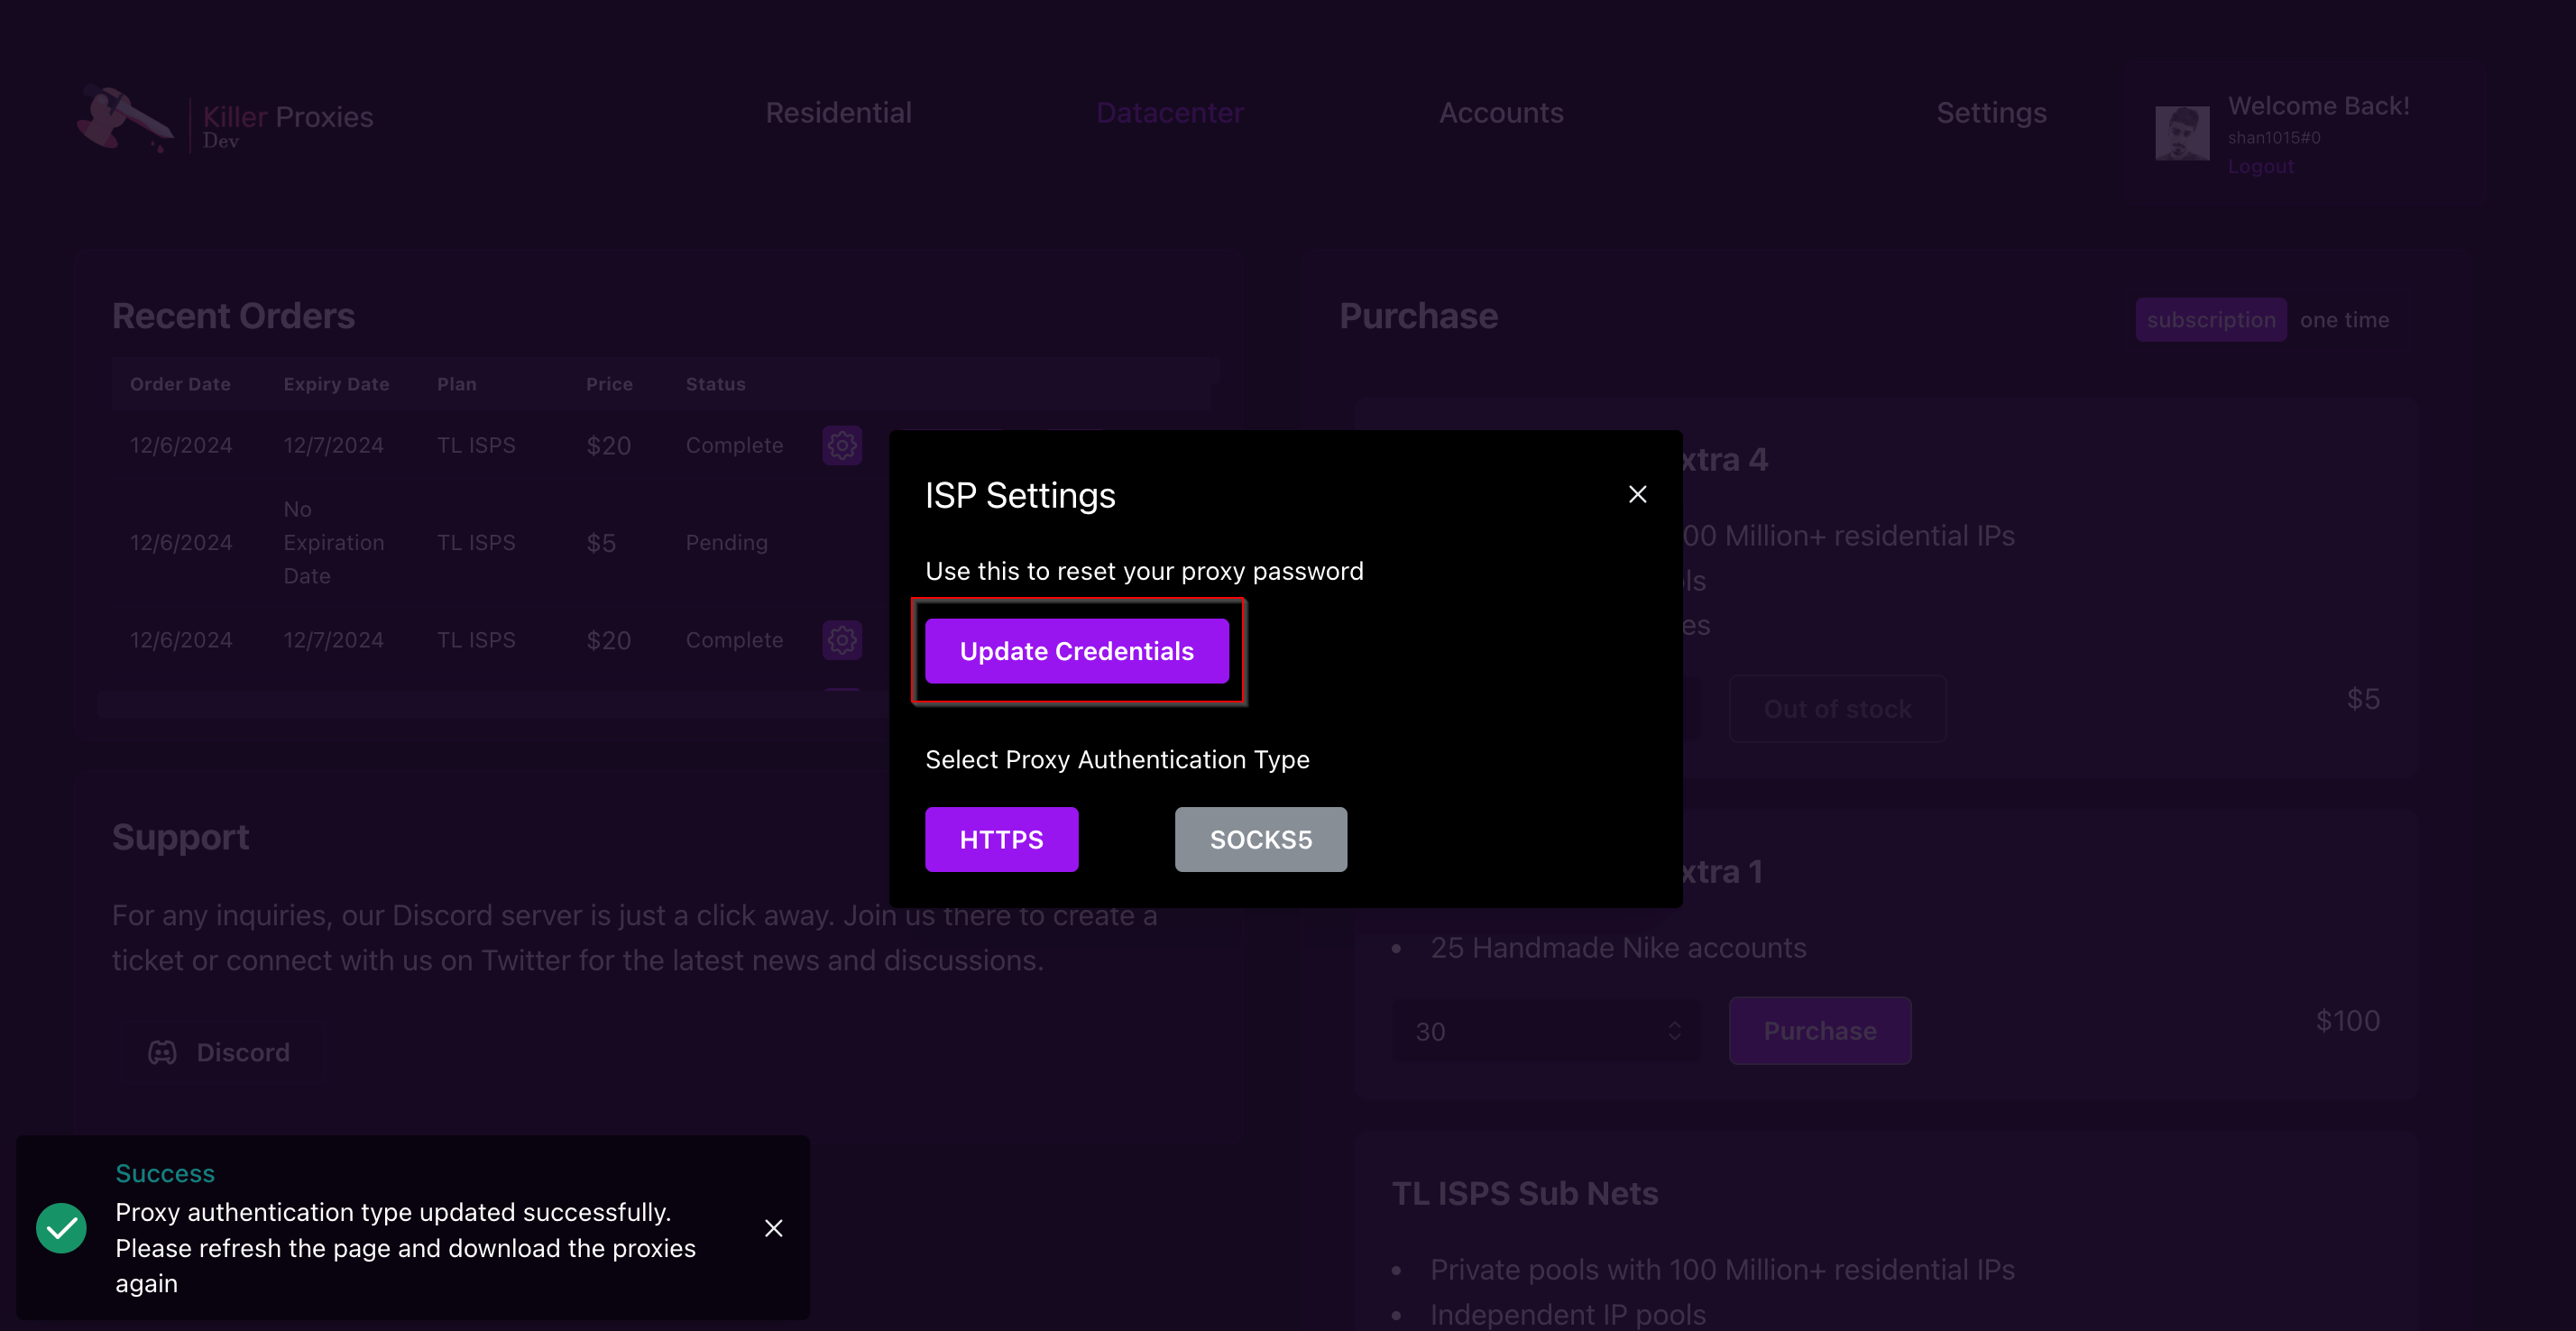 Killer Proxies
Dev
Residential
Datacenter
Accounts
Settings
Welcome Back!
shan1015#0
Logout
Recent Orders
Order Date Expiry Date Plan Price Status
12/6/2024 12/7/2024 TL ISPS $20 Complete
12/6/2024 No Expiration Date TL ISPS $5 Pending
12/6/2024 12/7/2024 TL ISPS $20 Complete
Support
For any inquiries, our Discord server is just a click away. Join us there to create a
ticket or connect with us on Twitter for the latest news and discussions.
Discord
ISP Settings
Use this to reset your proxy password
Update Credentials
Select Proxy Authentication Type
HTTPS
SOCKS5
Purchase
subscription one time
xtra 4
00 Million+ residential IPs
ls
es
Out of stock
$5
xtra 1
25 Handmade Nike accounts
30
Purchase
$100
TL ISPS Sub Nets
Private pools with 100 Million+ residential IPs
Independent IP pools
Success
Proxy authentication type updated successfully.
Please refresh the page and download the proxies
again